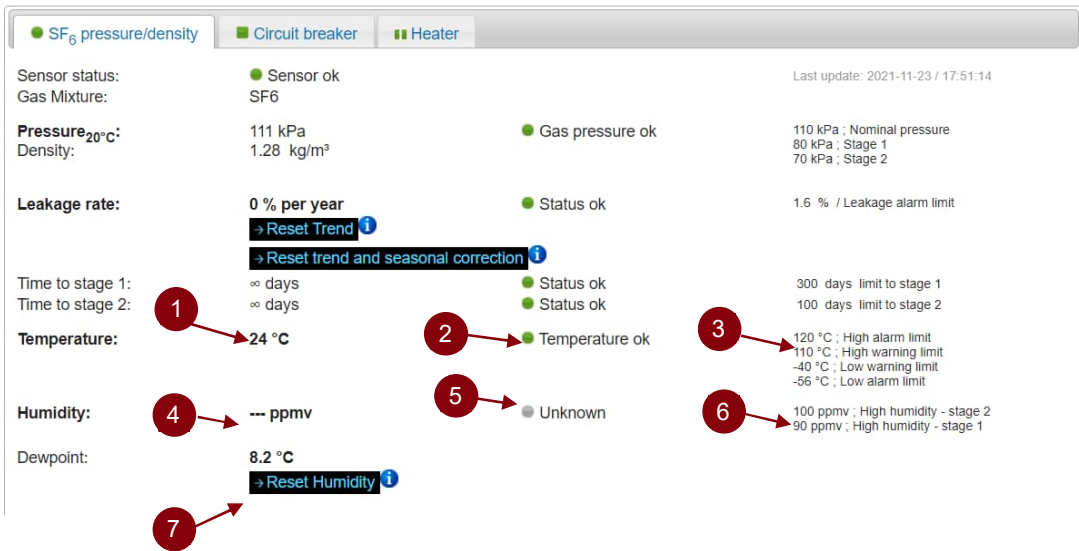 SF6 pressure/density Circuit breaker Heater
Sensor status: Sensor ok Last update: 2021-11-23 / 17:51:14
Gas Mixture: SF6
Pressure20°C: 111 kPa Gas pressure ok 110 kPa ; Nominal pressure
Density: 1.28 kg/m³ 80 kPa ; Stage 1
70 kPa ; Stage 2
Leakage rate: 0 % per year Status ok 1.6 % / Leakage alarm limit
→Reset Trend i
→Reset trend and seasonal correction i
Time to stage 1: ∞ days Status ok 300 days limit to stage 1
Time to stage 2: ∞ days Status ok 100 days limit to stage 2
1
2
3
Temperature: 24 °C Temperature ok 120 °C ; High alarm limit
110 °C ; High warning limit
-40 °C ; Low warning limit
-56 °C ; Low alarm limit
4
5
6
Humidity: --- ppmv Unknown 100 ppmv ; High humidity - stage 2
90 ppmv ; High humidity - stage 1
Dewpoint: 8.2 °C
→Reset Humidity i
7